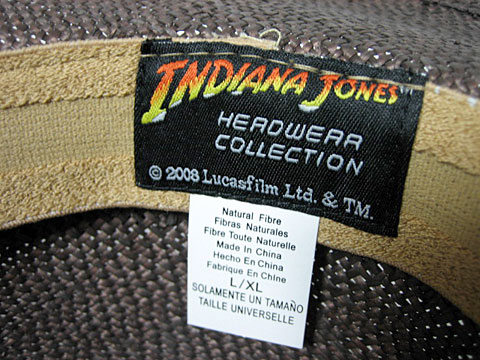 INDIANA JONES
HEADWEAR
COLLECTION
© 2008 Lucasfilm Ltd. & TM.
Natural Fibre
Fibras Naturales
Fibre Toute Naturelle
Made In China
Hecho En China
Fabrique En Chine
L/XL
SOLAMENTE UN TAMAÑO
TAILLE UNIVERSELLE